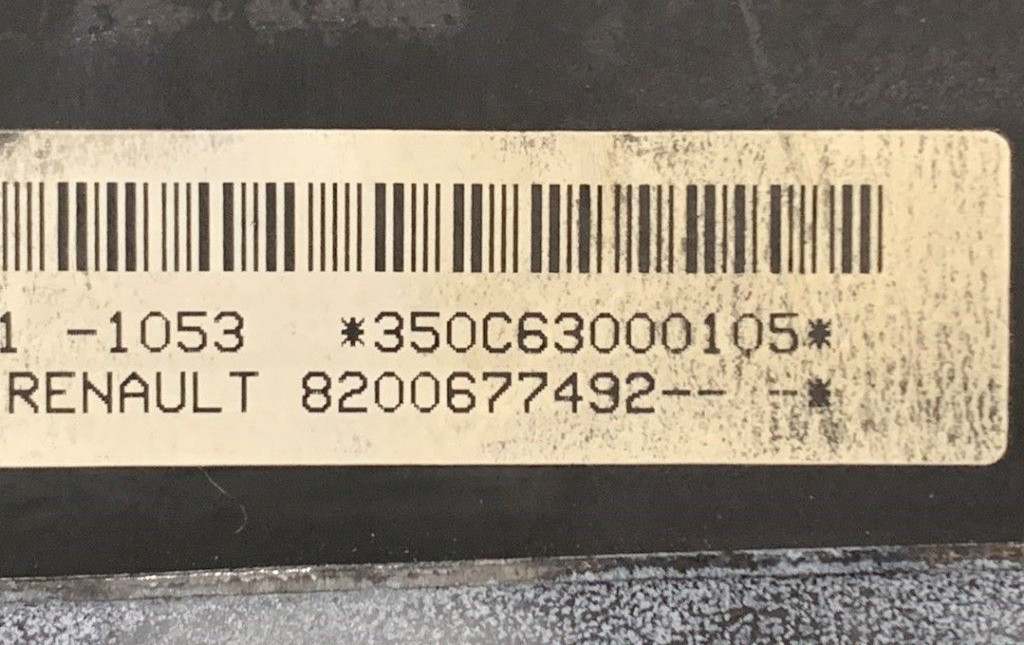 1 -1053 *350C63000105*
RENAULT 8200677492-- -*